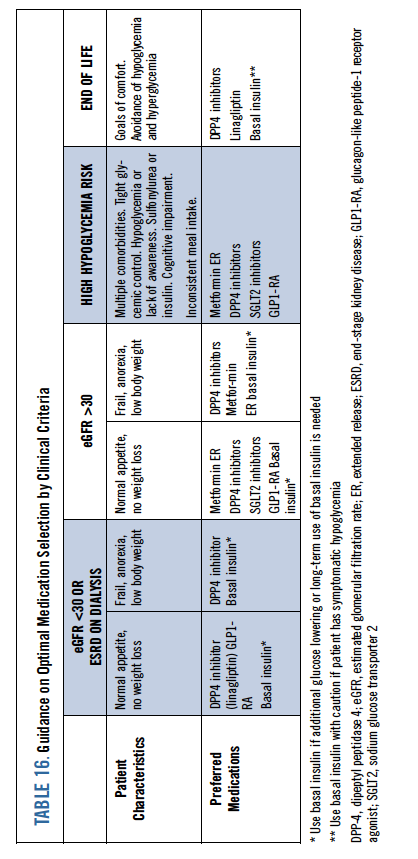 TABLE 16. Guidance on Optimal Medication Selection by Clinical Criteria
eGFR <30 OR
ESRD ON DIALYSIS
eGFR >30
HIGH HYPOGLYCEMIA RISK
END OF LIFE
Patient
Characteristics
Normal appetite,
no weight loss
Frail, anorexia,
low body weight
Normal appetite,
no weight loss
Frail, anorexia,
low body weight
Multiple comorbidities. Tight gly-
cemic control. Hypoglycemia or
lack of awareness. Sulfonylurea or
insulin. Cognitive impairment.
Inconsistent meal intake.
Goals of comfort.
Avoidance of hypoglycemia
and hyperglycemia
Preferred
Medications
DPP4 inhibitor
(linagliptin) GLP1-
RA
Basal insulin*
DPP4 inhibitor
Basal insulin*
Metformin ER
DPP4 inhibitors
SGLT2 inhibitors
GLP1-RA Basal
insulin*
DPP4 inhibitors
Metfor-min
ER basal insulin*
Metformin ER
DPP4 inhibitors
SGLT2 inhibitors
GLP1-RA
DPP4 inhibitors
Linagliptin
Basal insulin**
* Use basal insulin if additional glucose lowering or long-term use of basal insulin is needed
** Use basal insulin with caution if patient has symptomatic hypoglycemia
DPP-4, dipeptyl peptidase 4; eGFR, estimated glomerular filtration rate; ER, extended release; ESRD, end-stage kidney disease; GLP1-RA, glucagon-like peptide-1 receptor
agonist; SGLT2, sodium glucose transporter 2